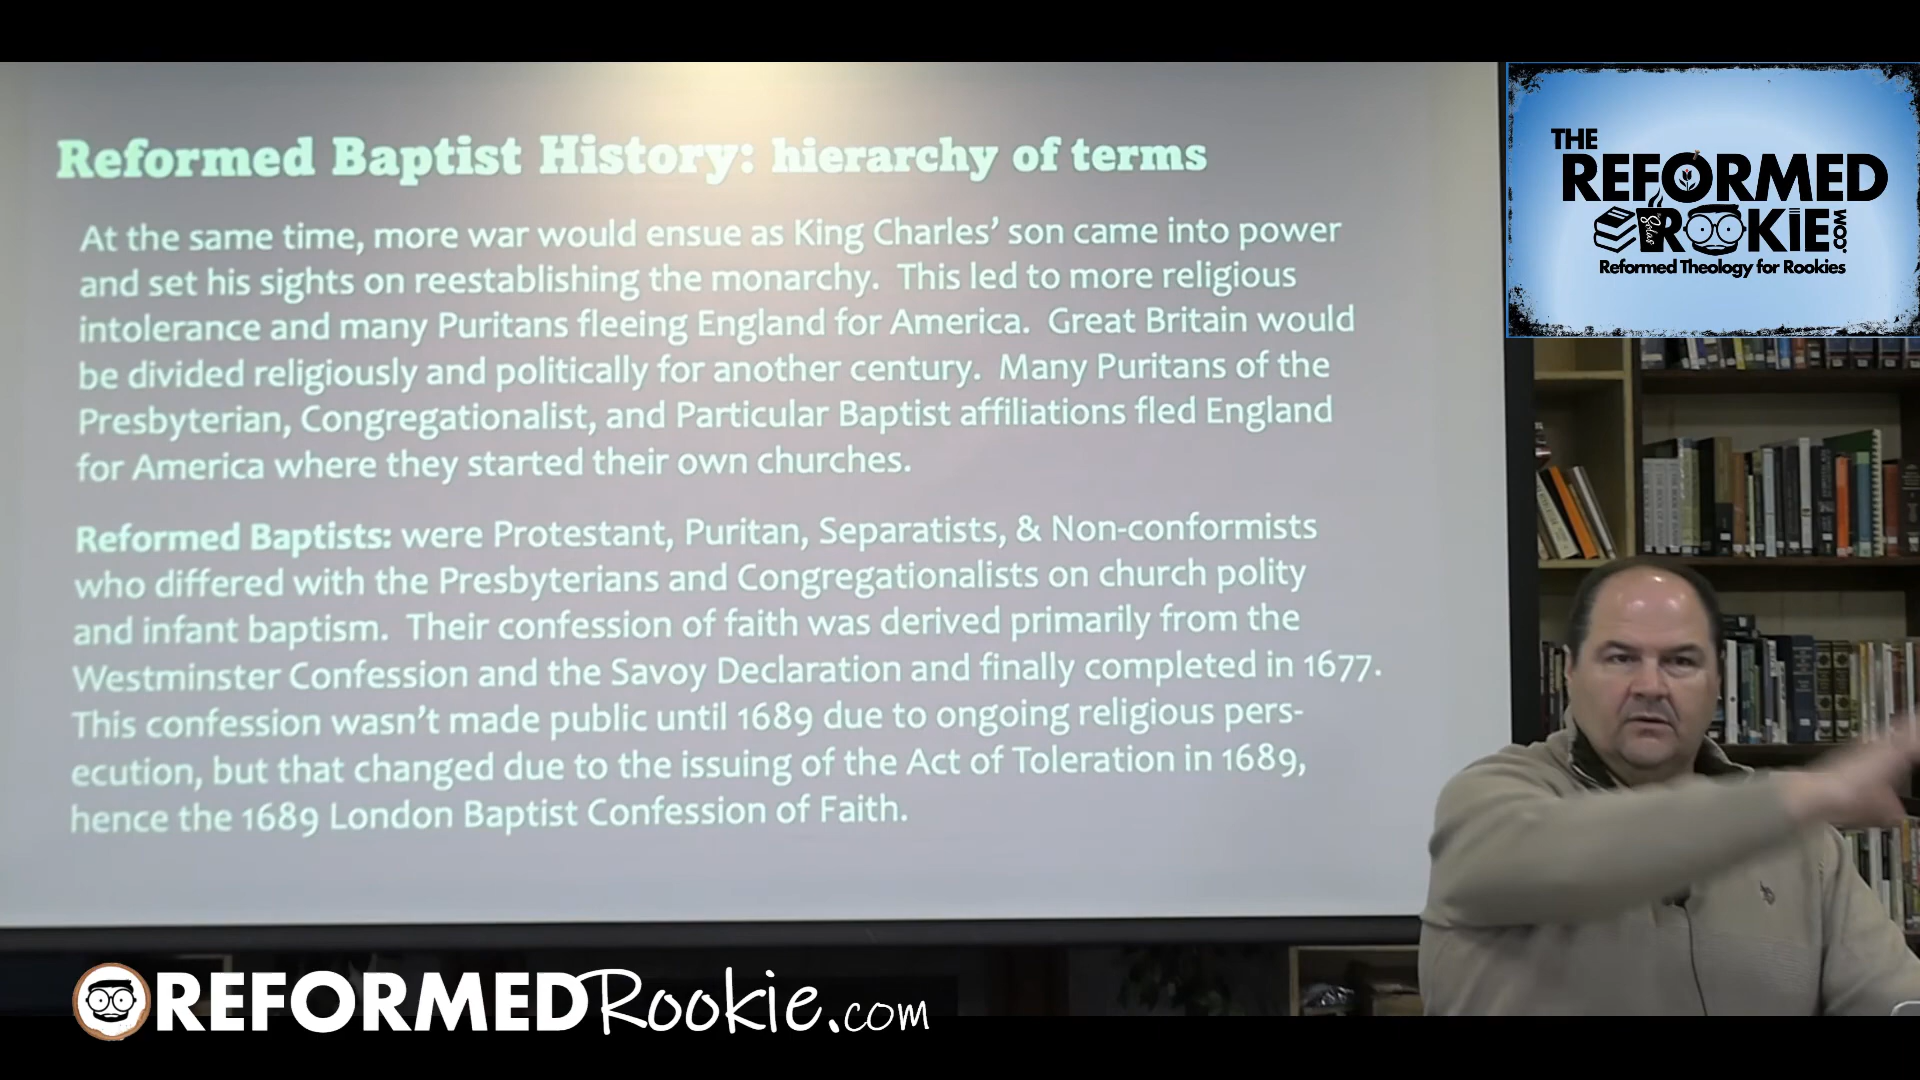 Reformed Baptist History: hierarchy of terms
At the same time, more war would ensue as King Charles' son came into power
and set his sights on reestablishing the monarchy.  This led to more religious
intolerance and many Puritans fleeing England for America.  Great Britain would
be divided religiously and politically for another century.  Many Puritans of the
Presbyterian, Congregationalist, and Particular Baptist affiliations fled England
for America where they started their own churches.
Reformed Baptists: were Protestant, Puritan, Separatists, & Non-conformists
who differed with the Presbyterians and Congregationalists on church polity
and infant baptism.  Their confession of faith was derived primarily from the
Westminster Confession and the Savoy Declaration and finally completed in 1677.
This confession wasn't made public until 1689 due to ongoing religious pers-
ecution, but that changed due to the issuing of the Act of Toleration in 1689,
hence the 1689 London Baptist Confession of Faith.
THE
REFORMED
ROOKIE.COM
Reformed Theology for Rookies
REFORMEDRookie.com